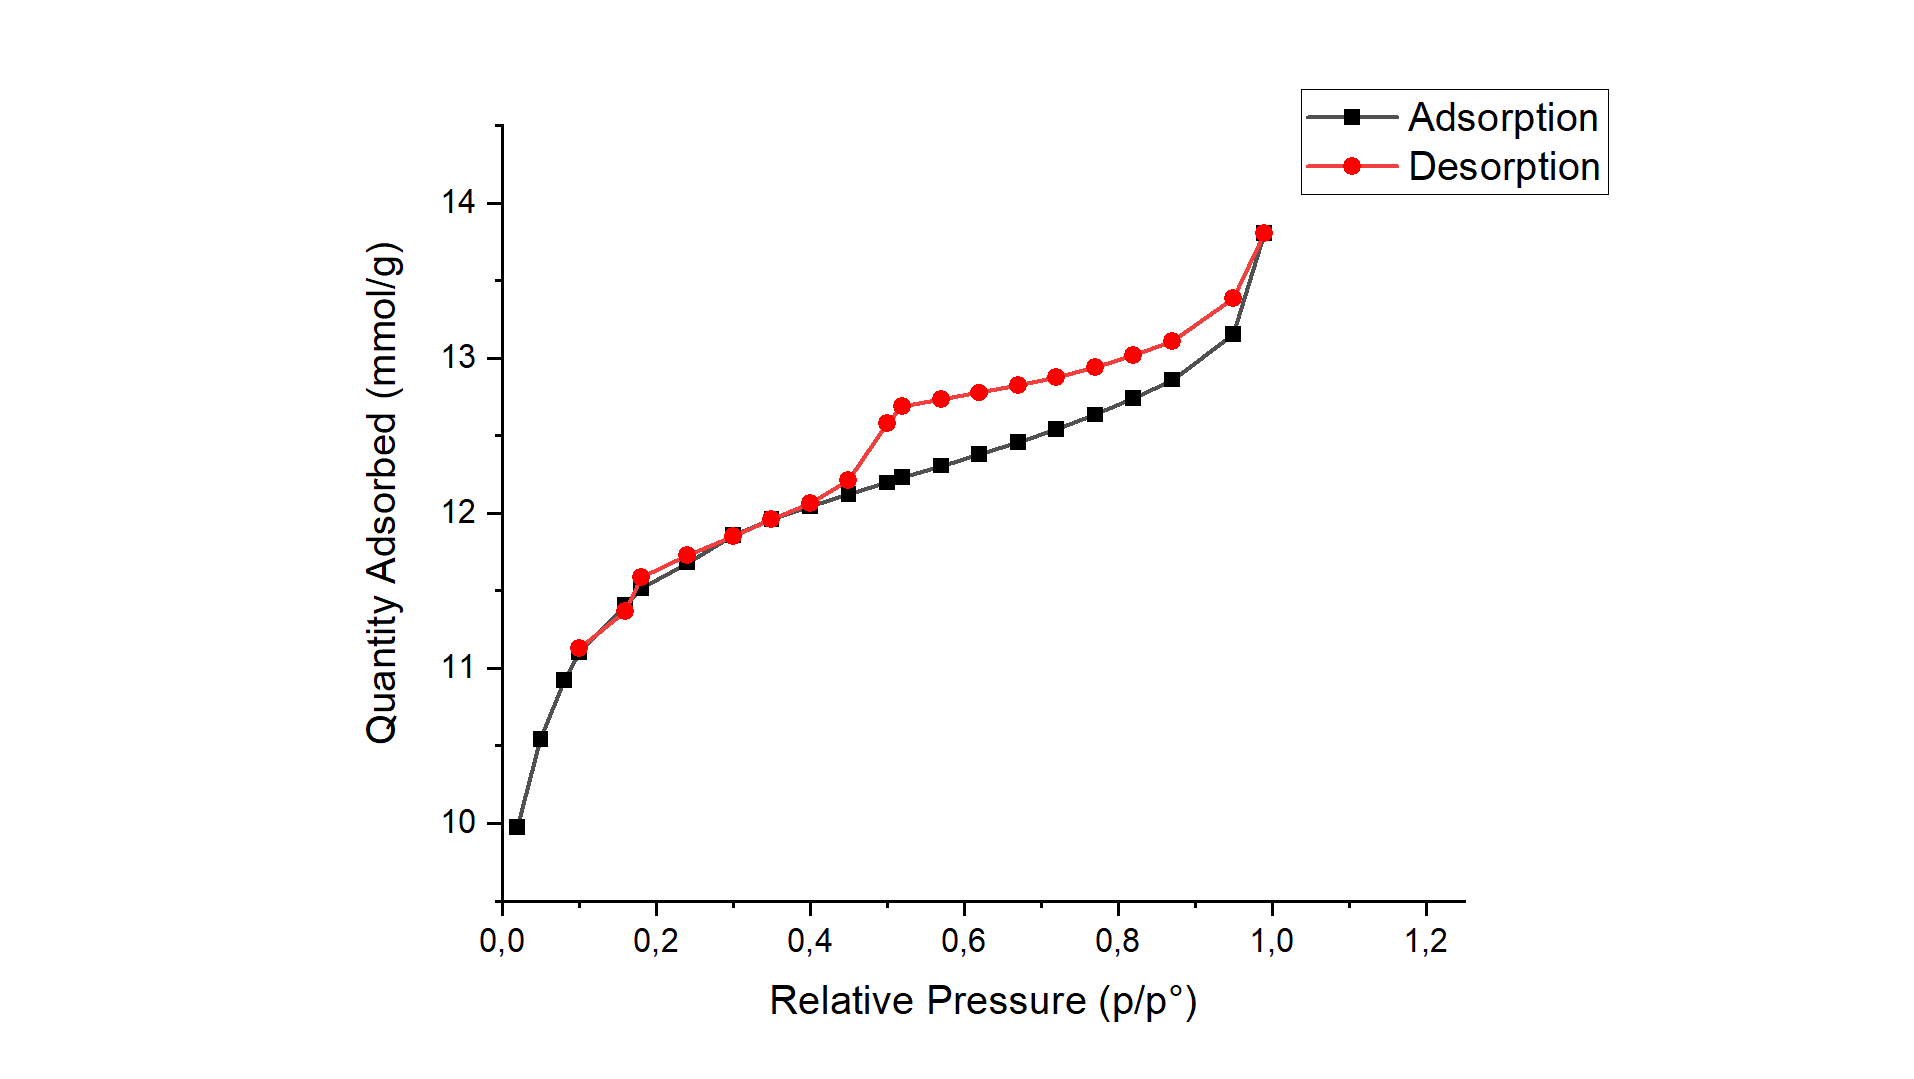 Adsorption
Desorption
14
13
12
11
10
Quantity Adsorbed (mmol/g)
0,0 0,2 0,4 0,6 0,8 1,0 1,2
Relative Pressure (p/p°)